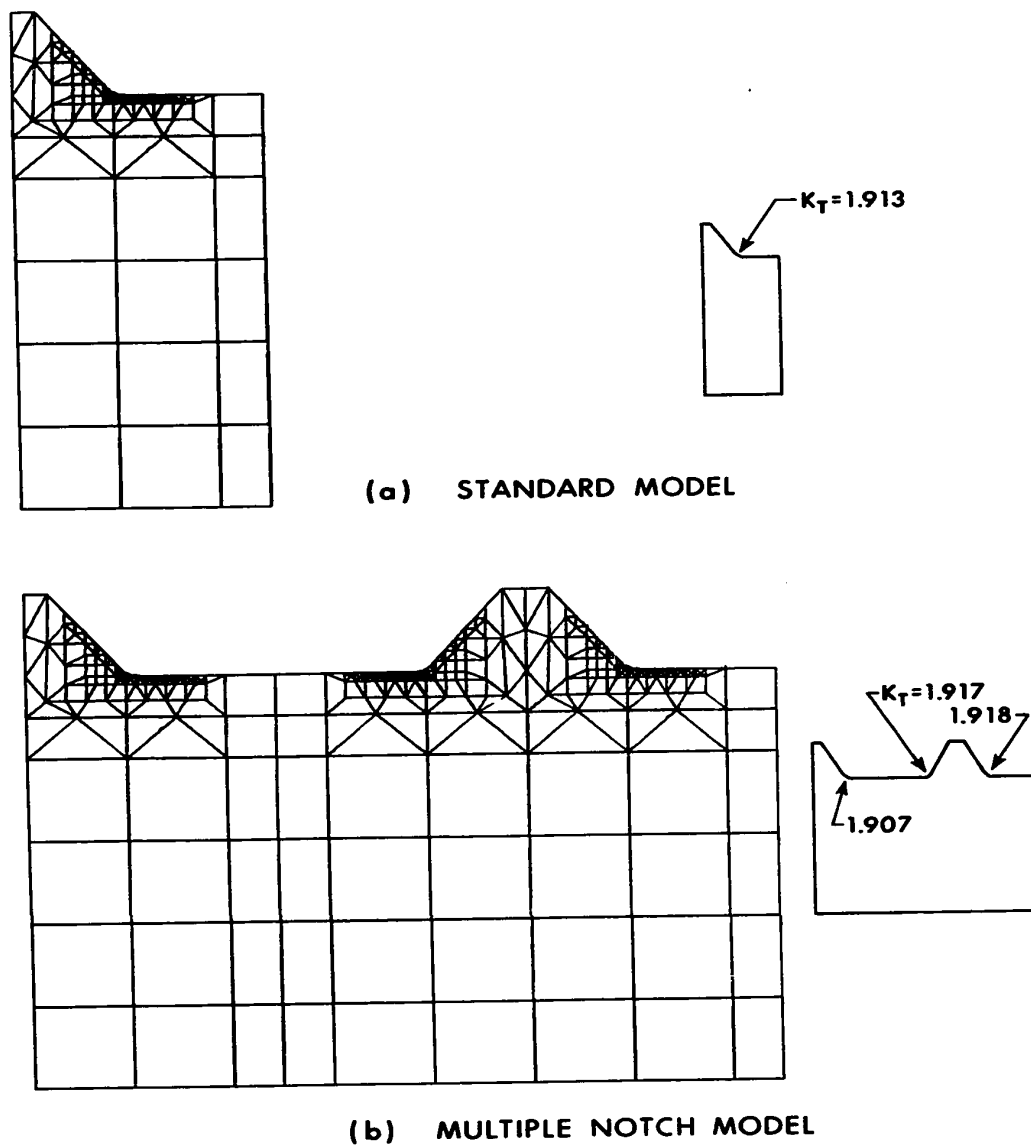 K_T=1.913
(a) STANDARD MODEL
K_T=1.917
1.918
1.907
(b) MULTIPLE NOTCH MODEL